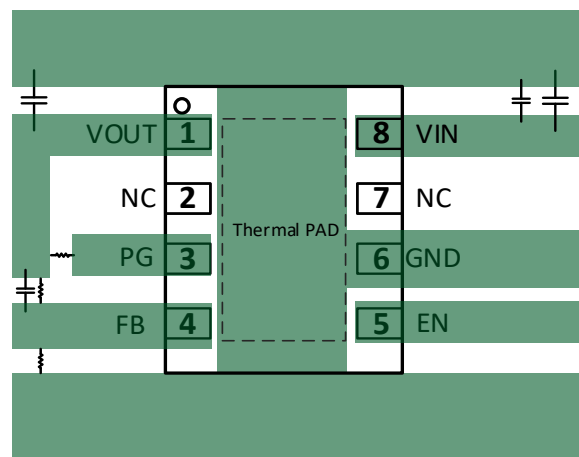 VOUT 1 8 VIN
NC 2 7 NC
Thermal PAD
PG 3 6 GND
FB 4 5 EN